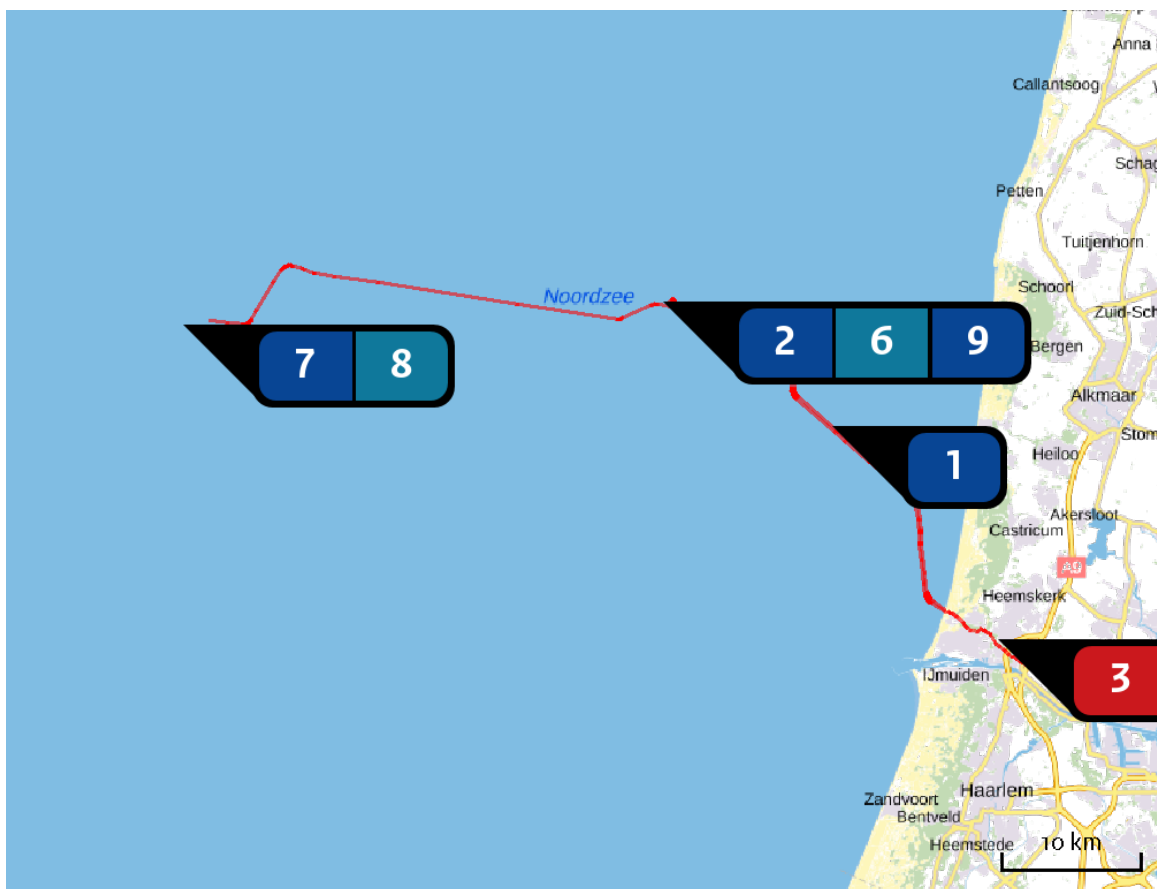 Anna
Callantsoog
Schag
Petten
Tuitjenhorn
Schoorl
Noordzee
Zuid-Sch
2 6 9
Bergen
7 8
Alkmaar
Stom
Heiloo
1
Akersloot
Castricum
A9
Heemskerk
IJmuiden
3
Haarlem
Zandvoort
Bentveld
Heemstede
10 km